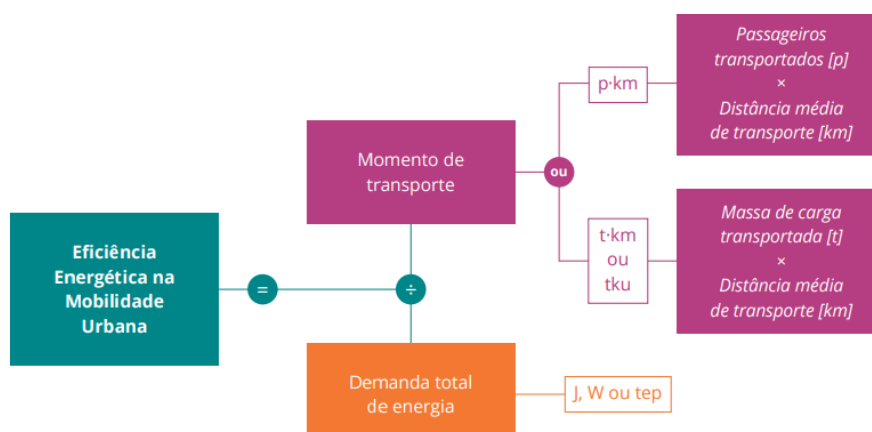 Eficiência
Energética na
Mobilidade
Urbana
=
Momento de
transporte
÷
Demanda total
de energia
J, W ou tep
ou
p·km
Passageiros
transportados [p]
×
Distância média
de transporte [km]
t·km
ou
tku
Massa de carga
transportada [t]
×
Distância média
de transporte [km]